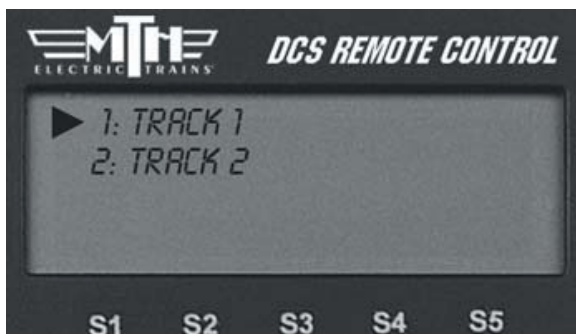 MTH
ELECTRIC TRAINS®
DCS REMOTE CONTROL
1: TRACK 1
2: TRACK 2
S1 S2 S3 S4 S5